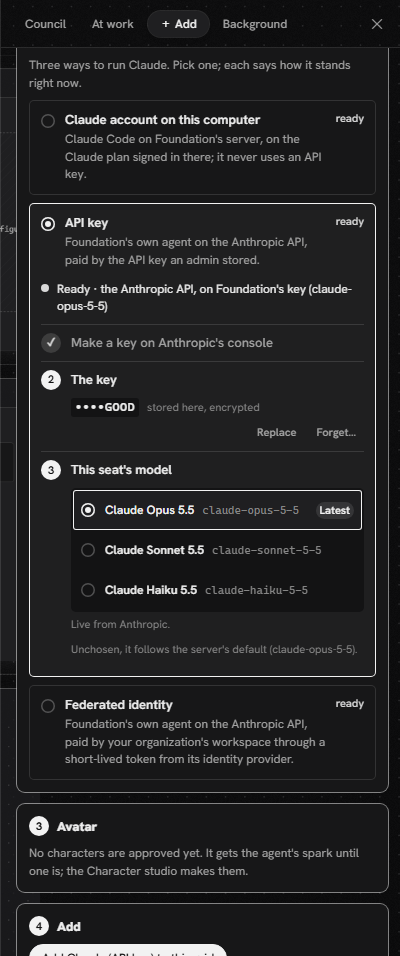 Council At work + Add Background
Three ways to run Claude. Pick one; each says how it stands
right now.
Claude account on this computer ready
Claude Code on Foundation's server, on the
Claude plan signed in there; it never uses an API
key.
API key ready
Foundation's own agent on the Anthropic API,
paid by the API key an admin stored.
Ready · the Anthropic API, on Foundation's key (claude-
opus-5-5)
Make a key on Anthropic's console
2 The key
••••GOOD stored here, encrypted
Replace Forget...
3 This seat's model
Claude Opus 5.5 claude-opus-5-5 Latest
Claude Sonnet 5.5 claude-sonnet-5-5
Claude Haiku 5.5 claude-haiku-5-5
Live from Anthropic.
Unchosen, it follows the server's default (claude-opus-5-5).
Federated identity ready
Foundation's own agent on the Anthropic API,
paid by your organization's workspace through a
short-lived token from its identity provider.
3 Avatar
No characters are approved yet. It gets the agent's spark until
one is; the Character studio makes them.
4 Add